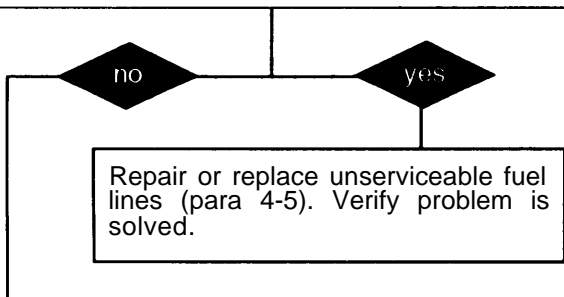 no
yes
Repair or replace unserviceable fuel
lines (para 4-5). Verify problem is
solved.